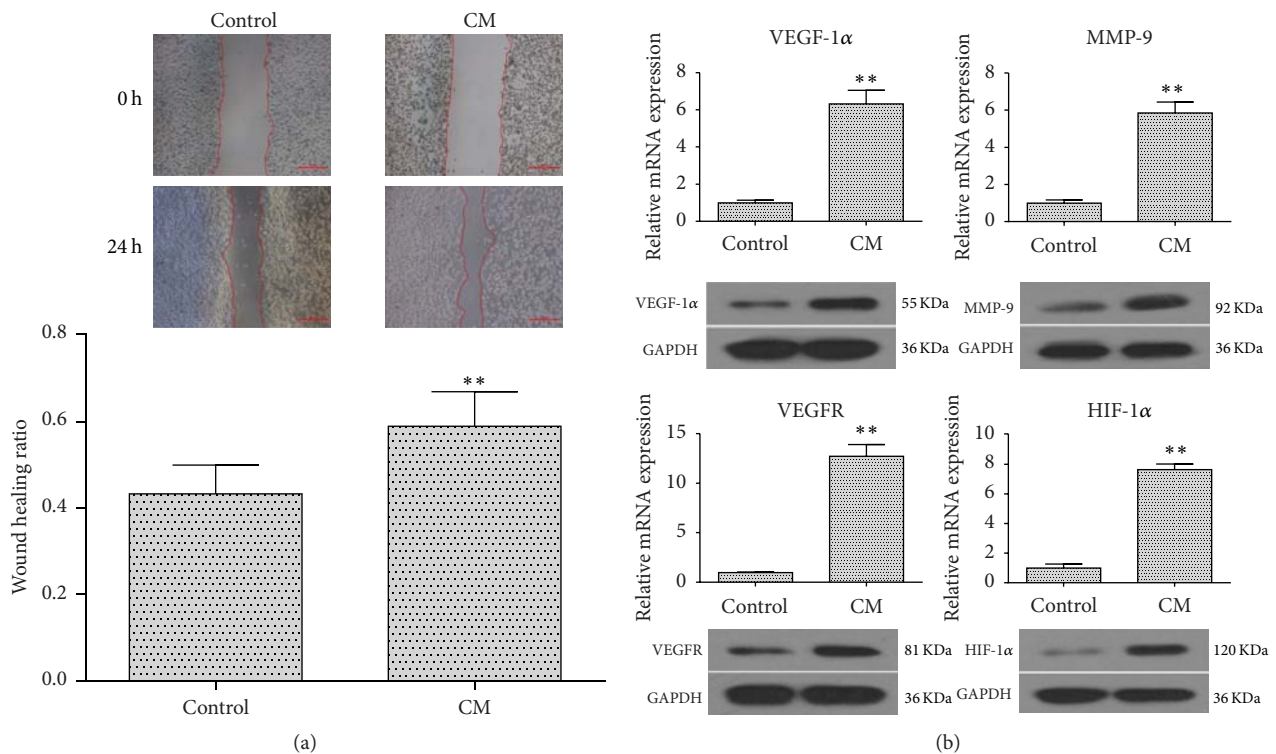 Control CM
0 h
24 h
0.8
0.6
0.4
0.2
0.0
Wound healing ratio
**
Control CM
(a)
VEGF-1α
Relative mRNA expression
8
6
4
2
0
**
Control CM
VEGF-1α 55 KDa
GAPDH 36 KDa
MMP-9
Relative mRNA expression
8
6
4
2
0
**
Control CM
MMP-9 92 KDa
GAPDH 36 KDa
VEGFR
Relative mRNA expression
15
10
5
0
**
Control CM
VEGFR 81 KDa
GAPDH 36 KDa
HIF-1α
Relative mRNA expression
10
8
6
4
2
0
**
Control CM
HIF-1α 120 KDa
GAPDH 36 KDa
(b)